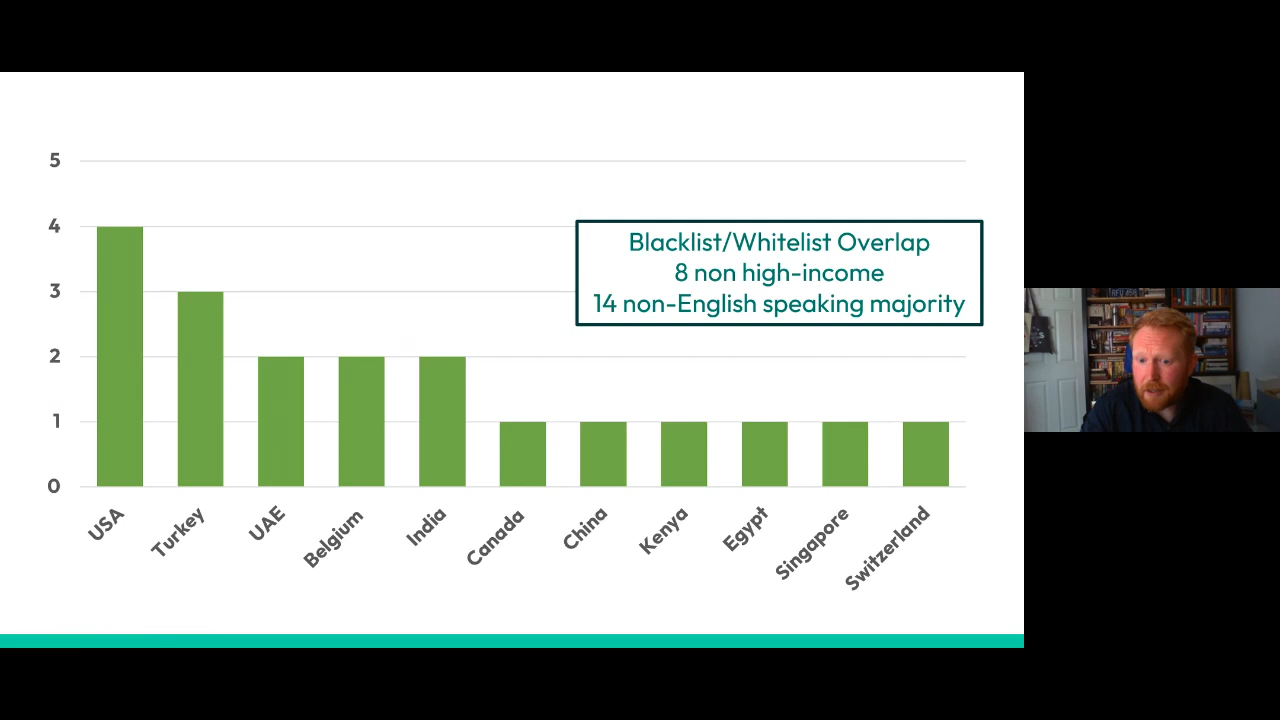 5
4
3
2
1
0
Blacklist/Whitelist Overlap
8 non high-income
14 non-English speaking majority
USA
Turkey
UAE
Belgium
India
Canada
China
Kenya
Egypt
Singapore
Switzerland